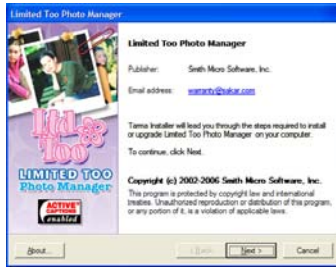 Limited Too Photo Manager
Limited Too Photo Manager
Publisher: Smith Micro Software, Inc.
Email address: warranty@sakar.com
Tarma Installer will lead you through the steps required to install
or upgrade Limited Too Photo Manager on your computer.
To continue, click Next.
Copyright (c) 2002-2006 Smith Micro Software, Inc.
This program is protected by copyright law and international
treaties. Unauthorized reproduction or distribution of this program,
or any portion of it, is a violation of applicable laws.
Ltd
Too
LIMITED TOO
Photo Manager
ACTIVE
CAPTIONS
enabled
About...
< Back
Next >
Cancel